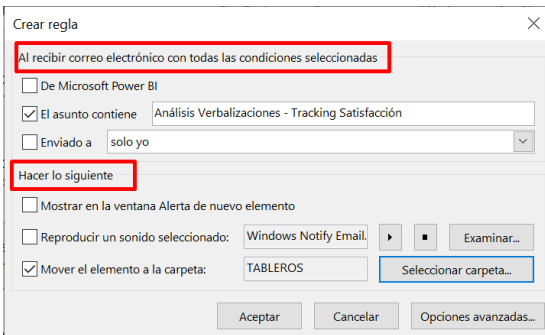 Crear regla
Al recibir correo electrónico con todas las condiciones seleccionadas
De Microsoft Power BI
El asunto contiene Análisis Verbalizaciones - Tracking Satisfacción
Enviado a solo yo
Hacer lo siguiente
Mostrar en la ventana Alerta de nuevo elemento
Reproducir un sonido seleccionado: Windows Notify Email. Examinar...
Mover el elemento a la carpeta: TABLEROS Seleccionar carpeta...
Aceptar Cancelar Opciones avanzadas...